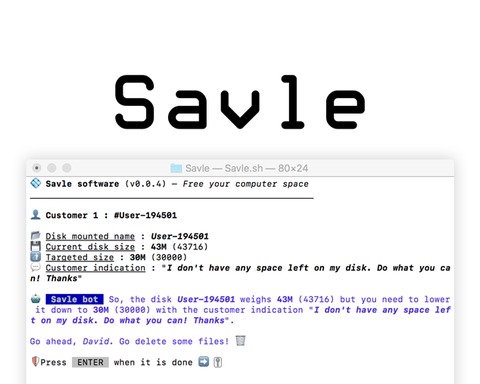 Savle
Savle — Savle.sh — 80×24
Savle software (v0.0.4) — Free your computer space
Customer 1 : #User-194501
Disk mounted name : User-194501
Current disk size : 43M (43716)
Targeted size : 30M (30000)
Customer indication : "I don't have any space left on my disk. Do what you ca
n! Thanks"
Savle bot So, the disk User-194501 weighs 43M (43716) but you need to lower
it down to 30M (30000) with the customer indication "I don't have any space lef
t on my disk. Do what you can! Thanks".
Go ahead, David. Go delete some files!
Press ENTER when it is done